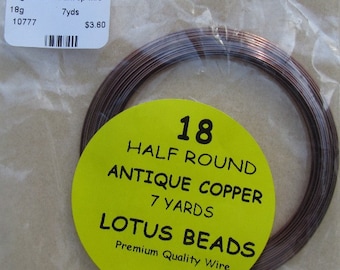 18g 7yds
10777 $3.60
18
HALF ROUND
ANTIQUE COPPER
7 YARDS
LOTUS BEADS
Premium Quality Wire